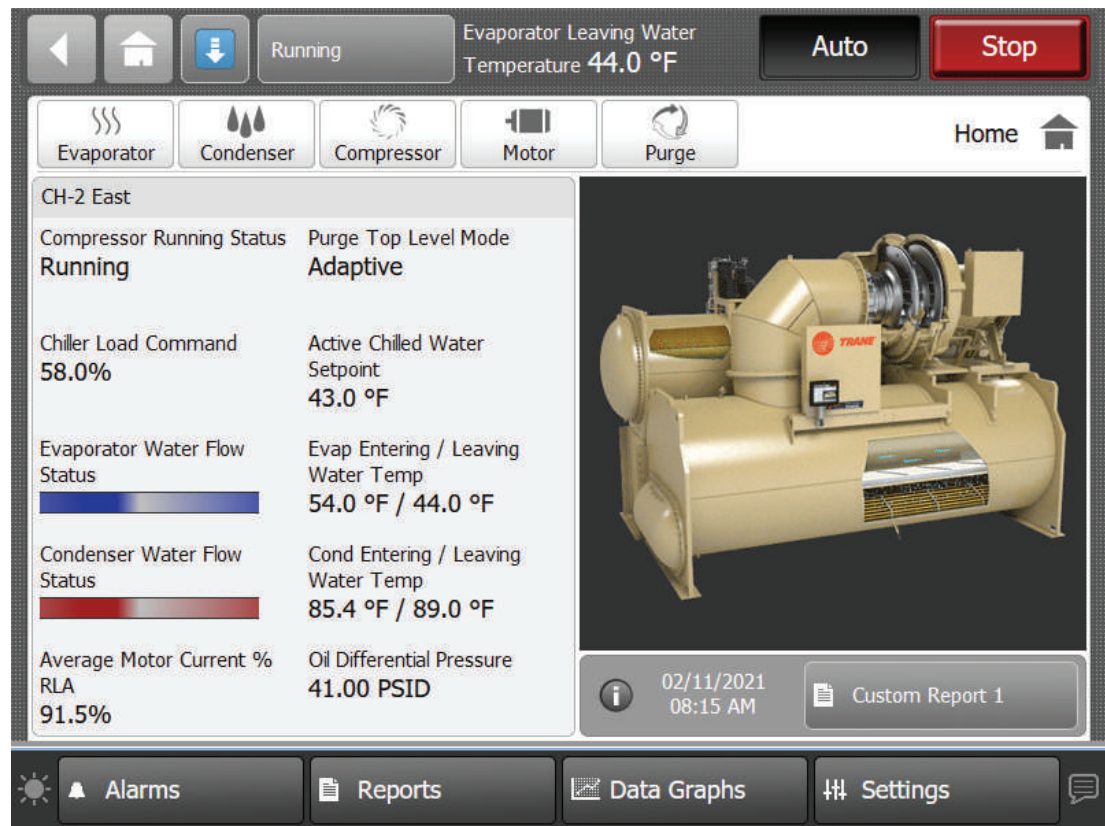 Running
Evaporator Leaving Water
Temperature 44.0 °F
Auto
Stop
Evaporator
Condenser
Compressor
Motor
Purge
Home
CH-2 East
Compressor Running Status
Running
Purge Top Level Mode
Adaptive
Chiller Load Command
58.0%
Active Chilled Water
Setpoint
43.0 °F
Evaporator Water Flow
Status
Evap Entering / Leaving
Water Temp
54.0 °F / 44.0 °F
Condenser Water Flow
Status
Cond Entering / Leaving
Water Temp
85.4 °F / 89.0 °F
Average Motor Current %
RLA
91.5%
Oil Differential Pressure
41.00 PSID
TRANE
02/11/2021
08:15 AM
Custom Report 1
Alarms
Reports
Data Graphs
Settings